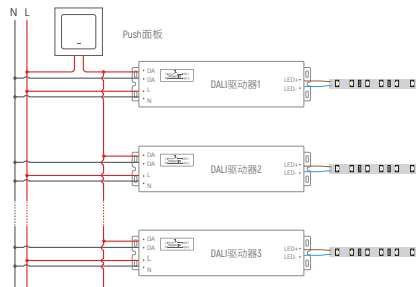 N L
Push面板
DA
DA
L
N
DALI驱动器1
LED+
LED-
DA
DA
L
N
DALI驱动器2
LED+
LED-
DA
DA
L
N
DALI驱动器3
LED+
LED-